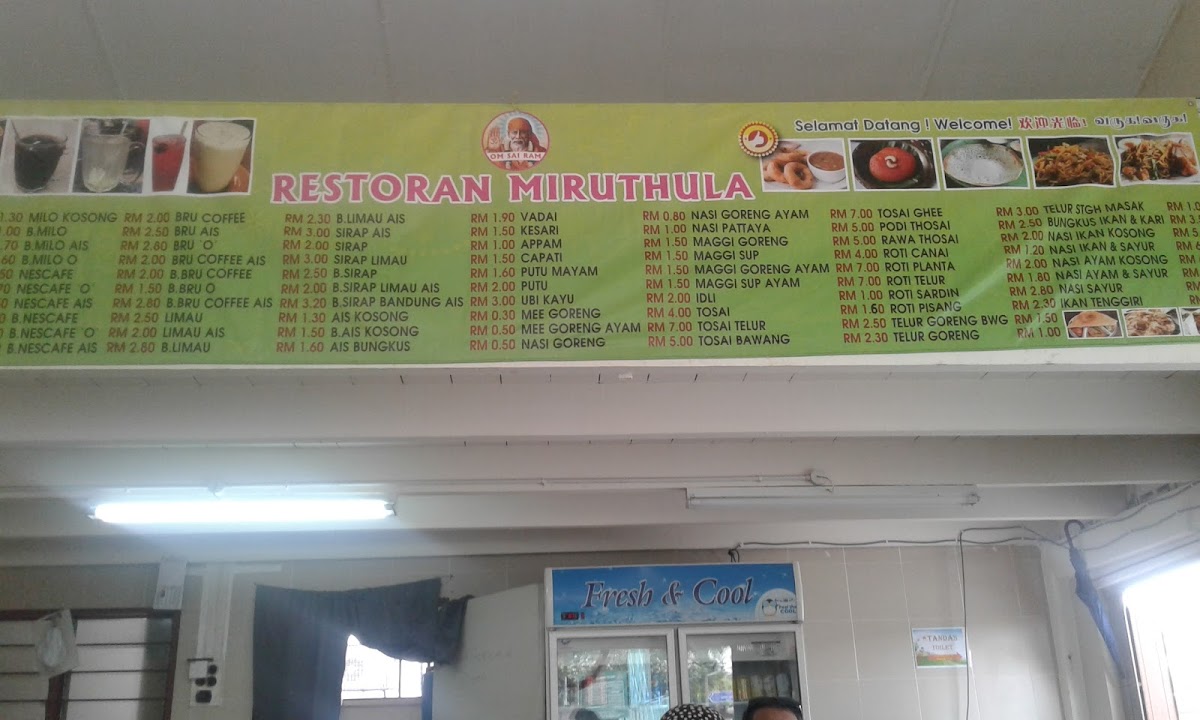 Selamat Datang ! Welcome! 欢迎光临! வருக!வருக!
OM SAI RAM
RESTORAN MIRUTHULA
MILO KOSONG RM 2.00
B.MILO RM 2.50
B.MILO AIS RM 2.80
B.MILO O RM 2.00
NESCAFE RM 2.00
NESCAFE 'O' RM 1.50
NESCAFE AIS RM 2.80
B.NESCAFE RM 2.50
B.NESCAFE 'O' RM 2.00
B.NESCAFE AIS RM 2.80
BRU COFFEE RM 2.30
BRU AIS RM 3.00
BRU 'O' RM 2.00
BRU COFFEE AIS RM 3.00
B.BRU COFFEE RM 2.50
B.BRU O RM 2.00
B.BRU COFFEE AIS RM 3.20
LIMAU RM 1.30
LIMAU AIS RM 1.50
B.LIMAU RM 1.60
B.LIMAU AIS RM 1.90
SIRAP AIS RM 1.50
SIRAP RM 1.00
SIRAP LIMAU RM 1.50
B.SIRAP RM 1.60
B.SIRAP LIMAU AIS RM 2.00
B.SIRAP BANDUNG AIS RM 3.00
AIS KOSONG RM 0.30
B.AIS KOSONG RM 0.50
AIS BUNGKUS RM 0.50
VADAI RM 0.80
KESARI RM 1.00
APPAM RM 1.50
CAPATI RM 1.50
PUTU MAYAM RM 1.50
PUTU RM 1.50
UBI KAYU RM 2.00
MEE GORENG RM 4.00
MEE GORENG AYAM RM 7.00
NASI GORENG RM 5.00
NASI GORENG AYAM RM 7.00
NASI PATTAYA RM 5.00
MAGGI GORENG RM 5.00
MAGGI SUP RM 4.00
MAGGI GORENG AYAM RM 7.00
MAGGI SUP AYAM RM 7.00
IDLI RM 1.00
TOSAI RM 1.60
TOSAI TELUR RM 2.50
TOSAI BAWANG RM 2.30
TOSAI GHEE RM 3.00
PODI THOSAI RM 2.50
RAWA THOSAI RM 2.00
ROTI CANAI RM 1.20
ROTI PLANTA RM 2.00
ROTI TELUR RM 1.80
ROTI SARDIN RM 2.80
ROTI PISANG RM 2.30
TELUR GORENG BWG RM 1.50
TELUR GORENG RM 1.00
TELUR STGH MASAK
BUNGKUS IKAN & KARI
NASI IKAN KOSONG
NASI IKAN & SAYUR
NASI AYAM KOSONG
NASI AYAM & SAYUR
NASI SAYUR
IKAN TENGGIRI
Fresh & Cool
TANDAS
TOILET